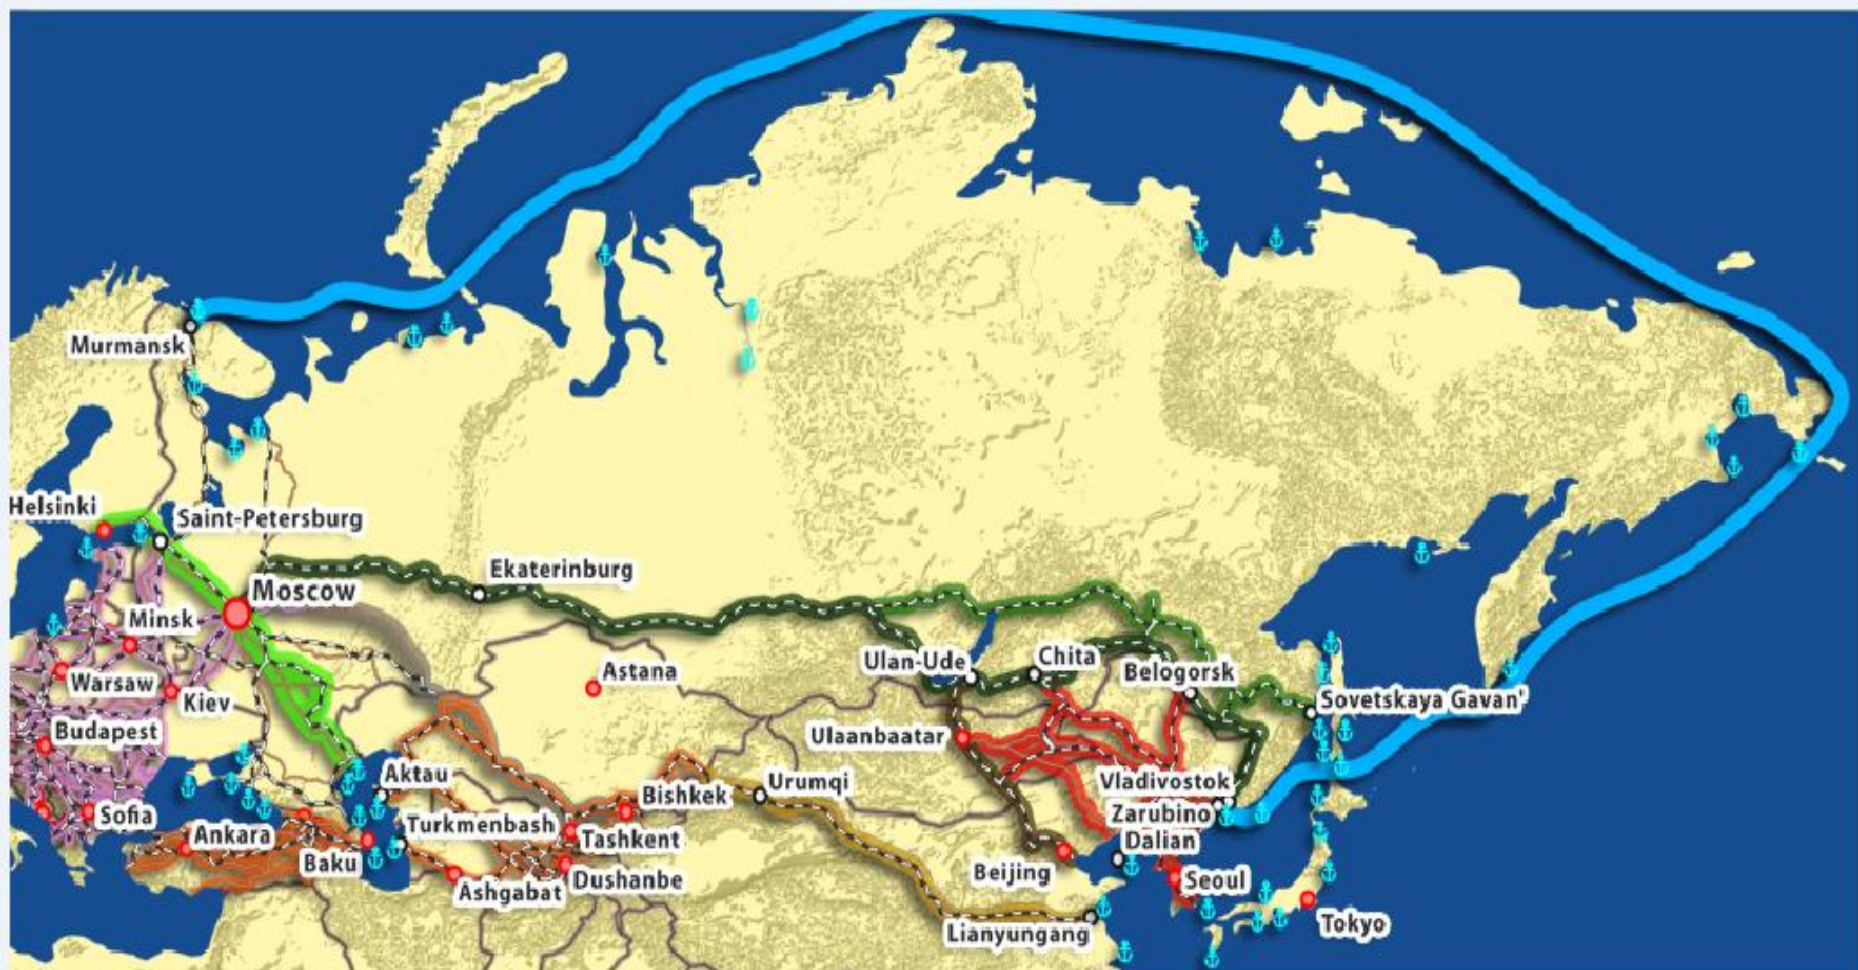 Murmansk
Helsinki
Saint-Petersburg
Ekaterinburg
Moscow
Minsk
Warsaw
Kiev
Astana
Ulan-Ude
Chita
Belogorsk
Sovetskaya Gavan'
Budapest
Ulaanbaatar
Aktau
Urumqi
Vladivostok
Bishkek
Zarubino
Sofia
Turkmenbash
Ankara
Tashkent
Dalian
Baku
Beijing
Seoul
Dushanbe
Ashgabat
Lianyungang
Tokyo